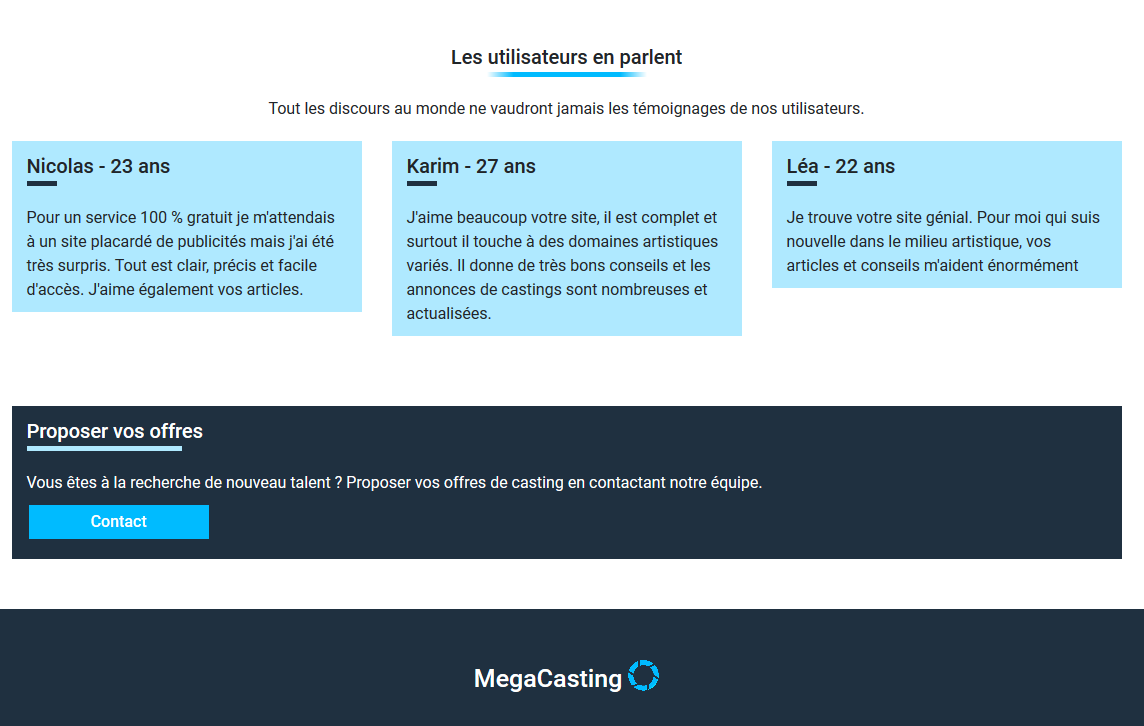 Les utilisateurs en parlent
Tout les discours au monde ne vaudront jamais les témoignages de nos utilisateurs.
Nicolas - 23 ans
Pour un service 100 % gratuit je m'attendais
à un site placardé de publicités mais j'ai été
très surpris. Tout est clair, précis et facile
d'accès. J'aime également vos articles.
Karim - 27 ans
J'aime beaucoup votre site, il est complet et
surtout il touche à des domaines artistiques
variés. Il donne de très bons conseils et les
annonces de castings sont nombreuses et
actualisées.
Léa - 22 ans
Je trouve votre site génial. Pour moi qui suis
nouvelle dans le milieu artistique, vos
articles et conseils m'aident énormément
Proposer vos offres
Vous êtes à la recherche de nouveau talent ? Proposer vos offres de casting en contactant notre équipe.
Contact
MegaCasting